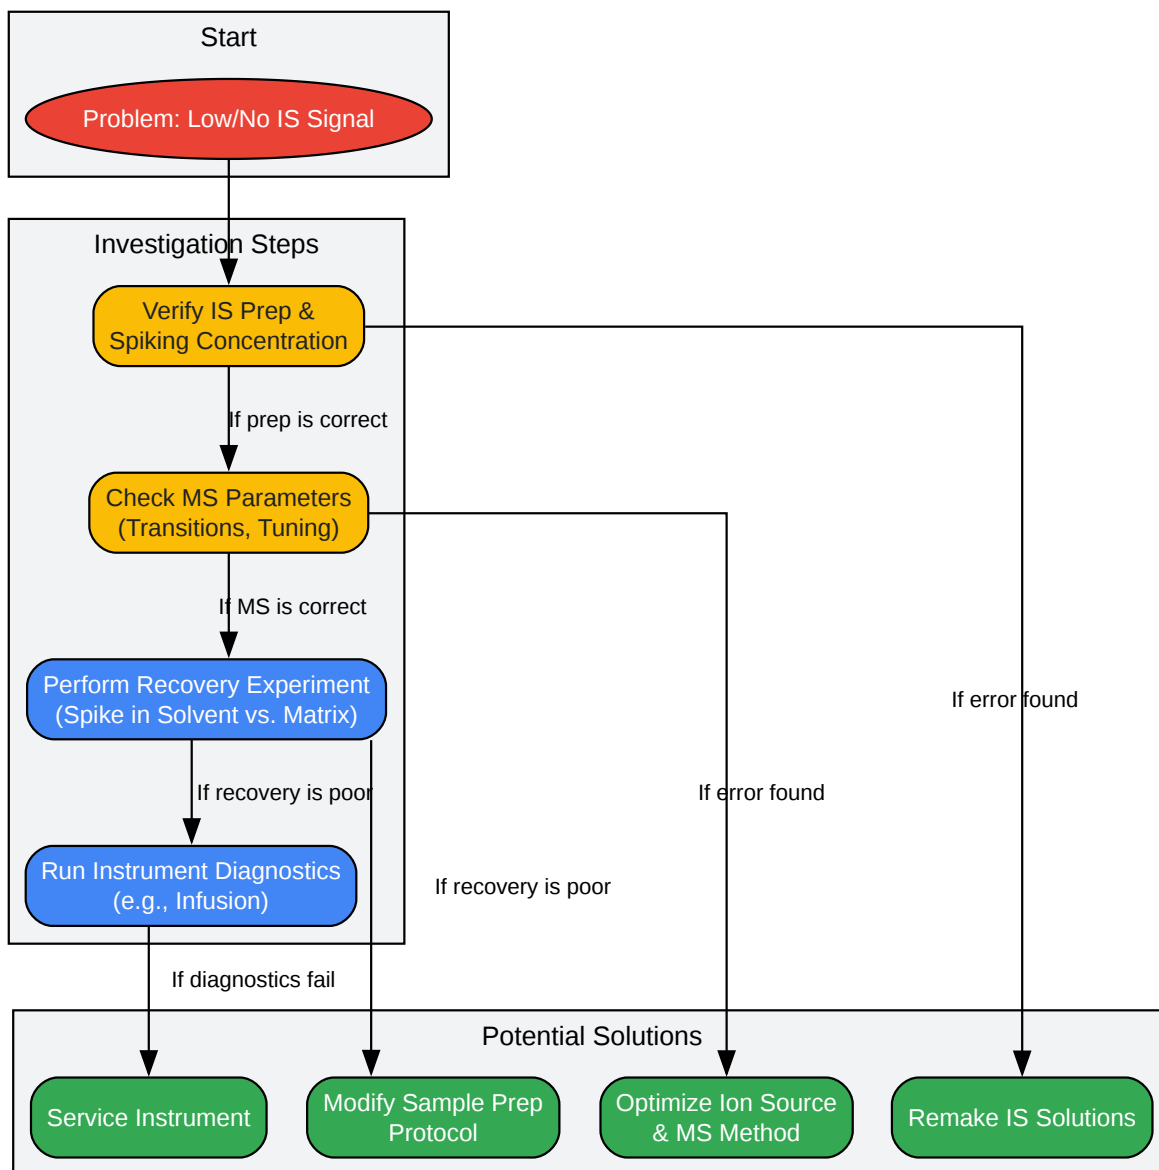 Start
Problem: Low/No IS Signal
Investigation Steps
Verify IS Prep &
Spiking Concentration
If prep is correct
Check MS Parameters
(Transitions, Tuning)
If MS is correct
Perform Recovery Experiment
(Spike in Solvent vs. Matrix)
If error found
If recovery is poor
If error found
Run Instrument Diagnostics
(e.g., Infusion)
If recovery is poor
If diagnostics fail
Potential Solutions
Service Instrument
Modify Sample Prep
Protocol
Optimize Ion Source
& MS Method
Remake IS Solutions